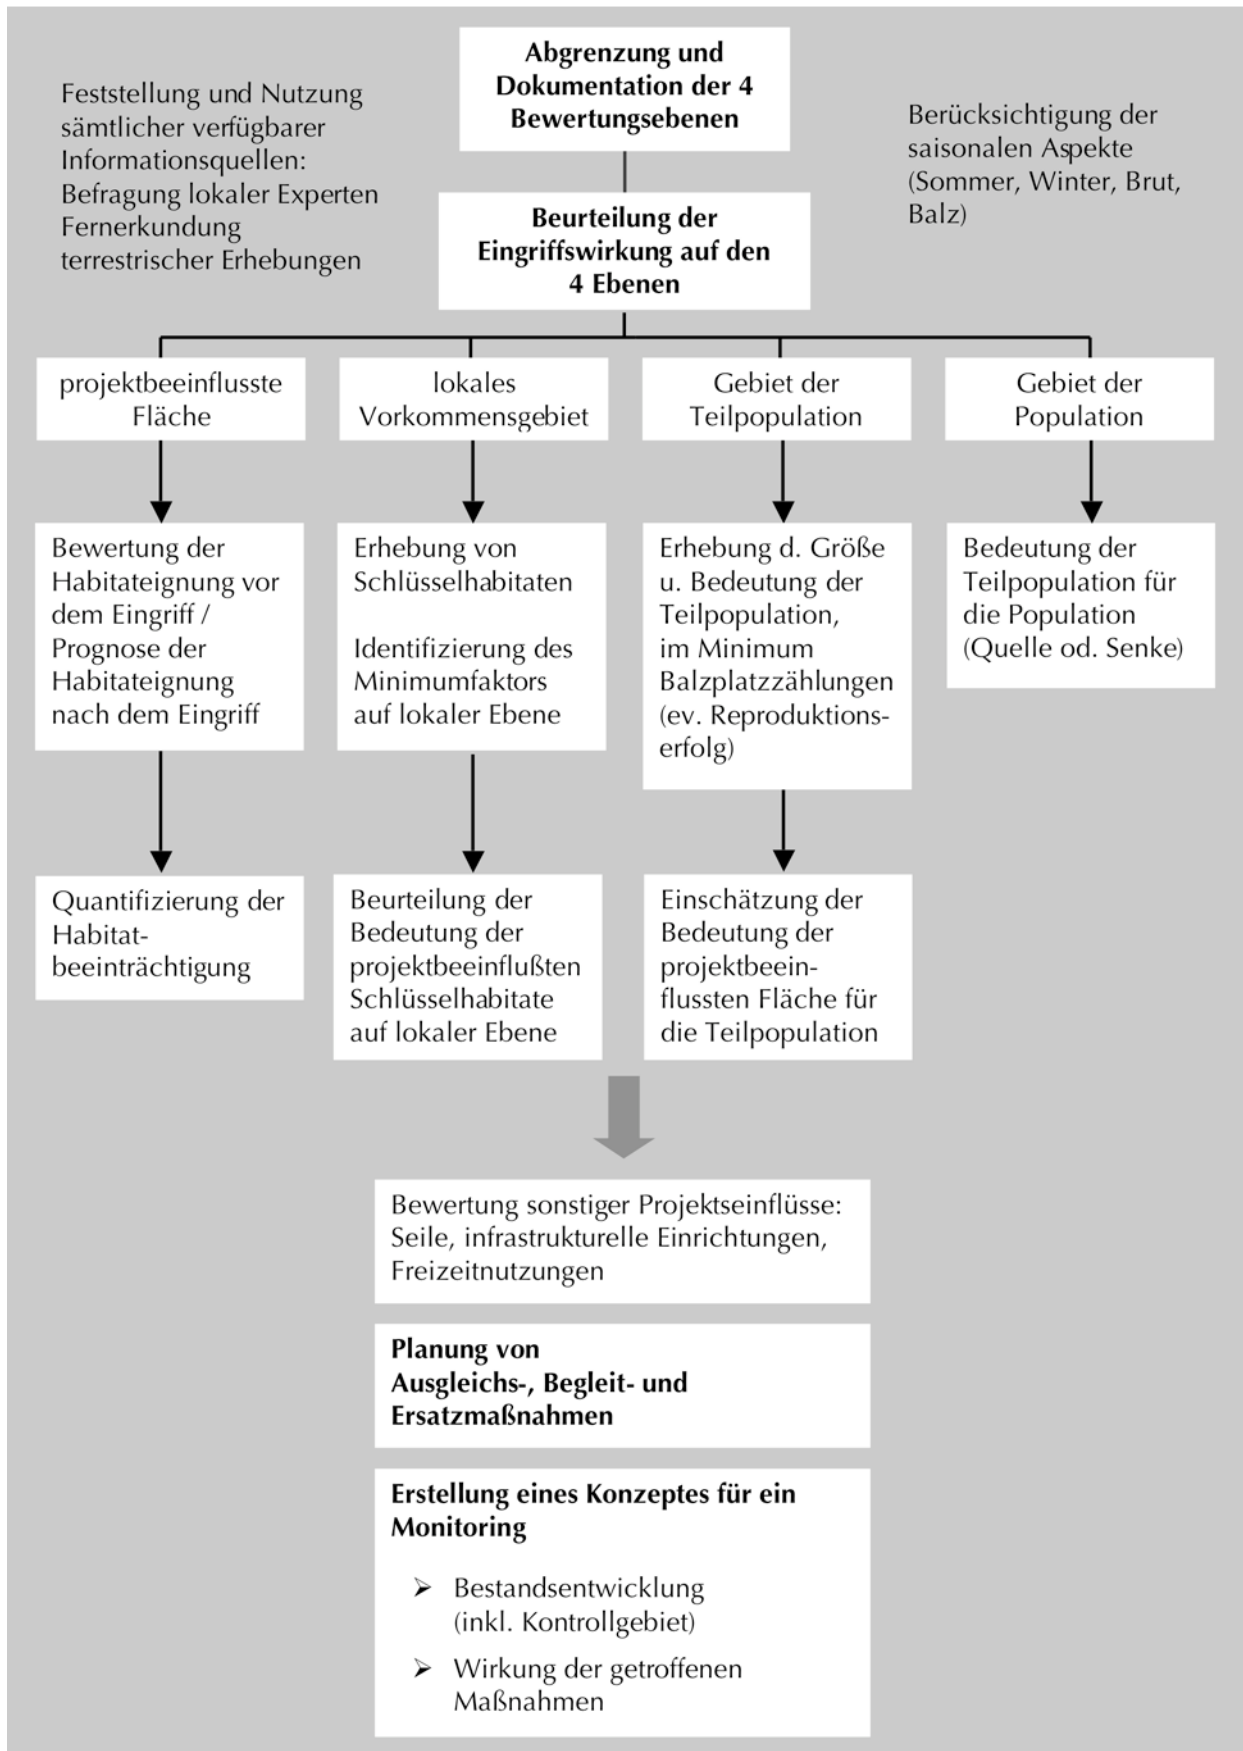 Abgrenzung und
Dokumentation der 4
Bewertungsebenen
Feststellung und Nutzung
sämtlicher verfügbarer
Informationsquellen:
Befragung lokaler Experten
Fernerkundung
terrestrischer Erhebungen
Berücksichtigung der
saisonalen Aspekte
(Sommer, Winter, Brut,
Balz)
Beurteilung der
Eingriffswirkung auf den
4 Ebenen
projektbeeinflusste
Fläche
lokales
Vorkommensgebiet
Gebiet der
Teilpopulation
Gebiet der
Population
Bewertung der
Habitateignung vor
dem Eingriff /
Prognose der
Habitateignung
nach dem Eingriff
Erhebung von
Schlüsselhabitaten
Identifizierung des
Minimumfaktors
auf lokaler Ebene
Erhebung d. Größe
u. Bedeutung der
Teilpopulation,
im Minimum
Balzplatzzählungen
(ev. Reproduktions-
erfolg)
Bedeutung der
Teilpopulation für
die Population
(Quelle od. Senke)
Quantifizierung der
Habitat-
beeinträchtigung
Beurteilung der
Bedeutung der
projektbeeinflußten
Schlüsselhabitate
auf lokaler Ebene
Einschätzung der
Bedeutung der
projektbeein-
flussten Fläche für
die Teilpopulation
Bewertung sonstiger Projektseinflüsse:
Seile, infrastrukturelle Einrichtungen,
Freizeitnutzungen
Planung von
Ausgleichs-, Begleit- und
Ersatzmaßnahmen
Erstellung eines Konzeptes für ein
Monitoring
➢ Bestandsentwicklung
(inkl. Kontrollgebiet)
➢ Wirkung der getroffenen
Maßnahmen